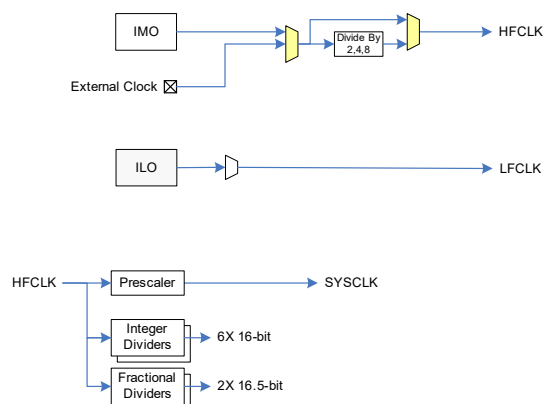 IMO
HFCLK
Divide By
2,4,8
External Clock
ILO
LFCLK
HFCLK
Prescaler
SYSCLK
Integer
Dividers
6X 16-bit
Fractional
Dividers
2X 16.5-bit